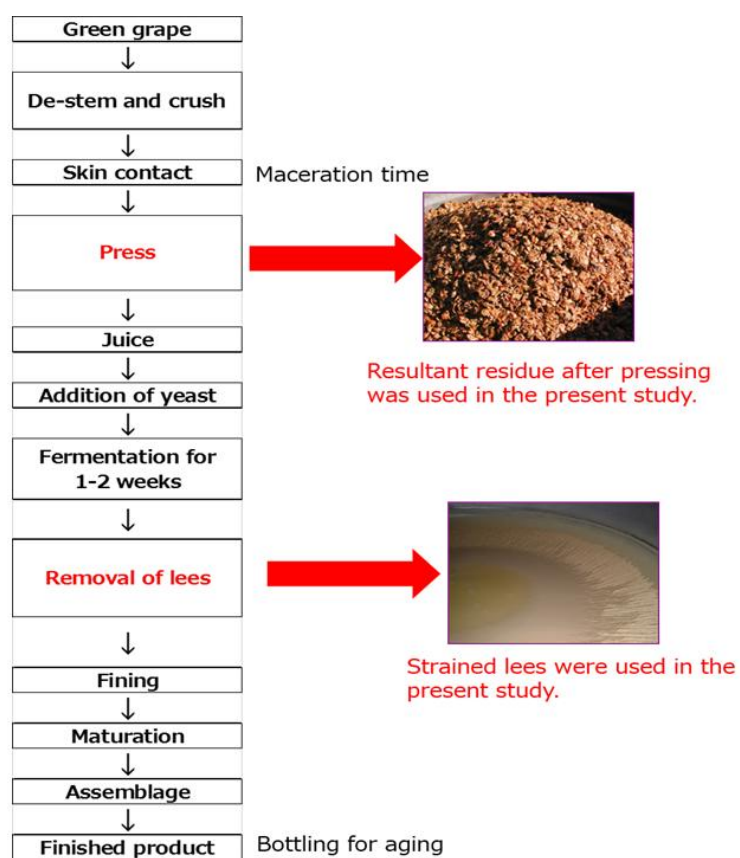 Green grape
↓
De-stem and crush
↓
Skin contact
Maceration time
↓
Press
↓
Resultant residue after pressing
was used in the present study.
Juice
↓
Addition of yeast
↓
Fermentation for
1-2 weeks
↓
Removal of lees
↓
Strained lees were used in the
present study.
Fining
↓
Maturation
↓
Assemblage
↓
Finished product
Bottling for aging